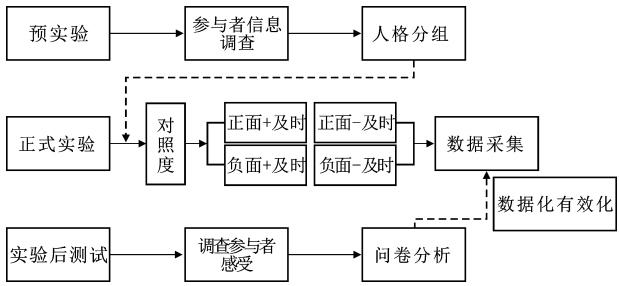 预实验
参与者信息
调查
人格分组
正式实验
对
照
度
正面+及时
正面-及时
负面+及时
负面-及时
数据采集
数据化有效化
实验后测试
调查参与者
感受
问卷分析